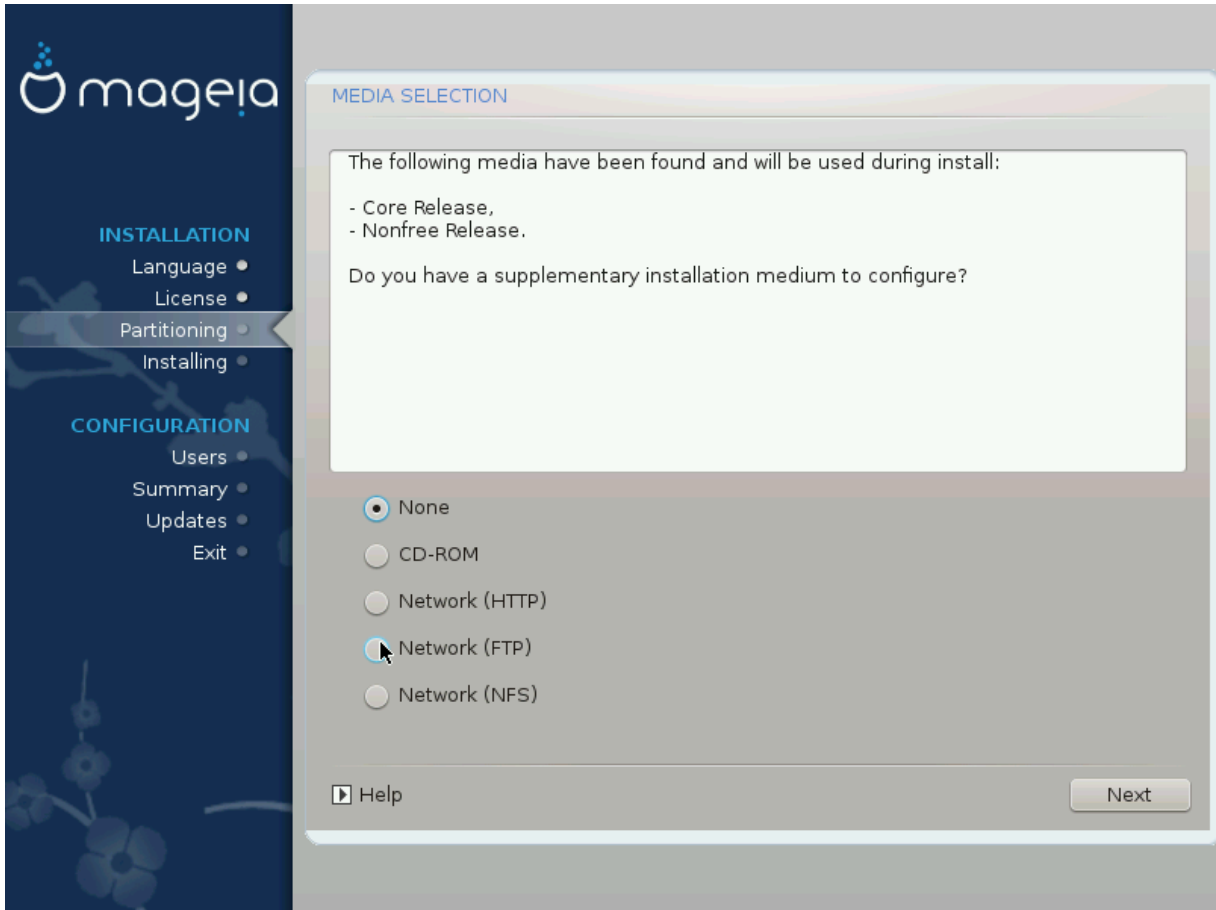 mageia
INSTALLATION
Language
License
Partitioning
Installing
CONFIGURATION
Users
Summary
Updates
Exit
MEDIA SELECTION
The following media have been found and will be used during install:
- Core Release,
- Nonfree Release.
Do you have a supplementary installation medium to configure?
None
CD-ROM
Network (HTTP)
Network (FTP)
Network (NFS)
Help
Next